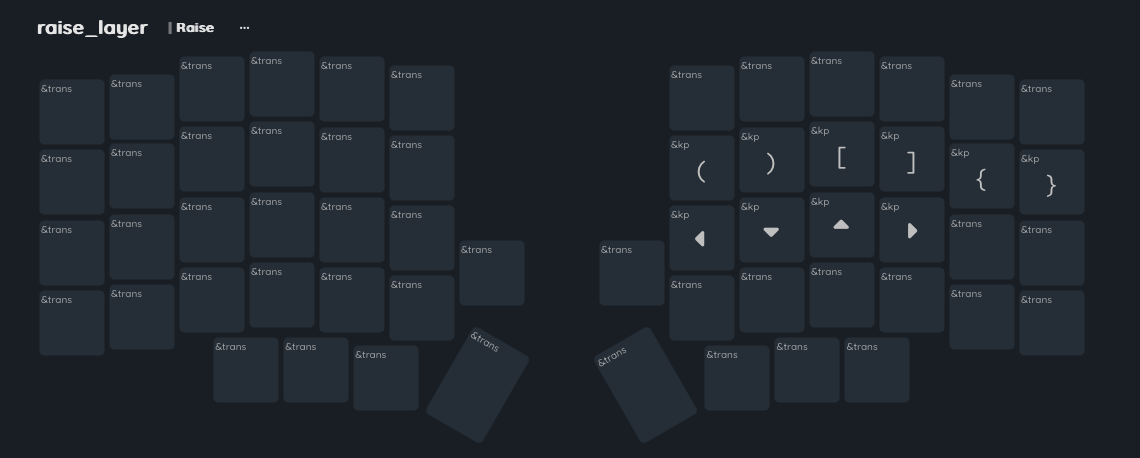 raise_layer | Raise ...
&trans &trans &trans &trans &trans &trans &trans &trans &trans &trans &trans &trans
&trans &trans &trans &trans &trans &trans &kp ( &kp ) &kp [ &kp ] &kp { &kp }
&trans &trans &trans &trans &trans &trans &kp ◀ &kp ▼ &kp ▲ &kp ▶ &trans &trans
&trans &trans &trans &trans &trans &trans &trans &trans &trans &trans &trans &trans &trans &trans
&trans &trans &trans &trans &trans &trans &trans &trans